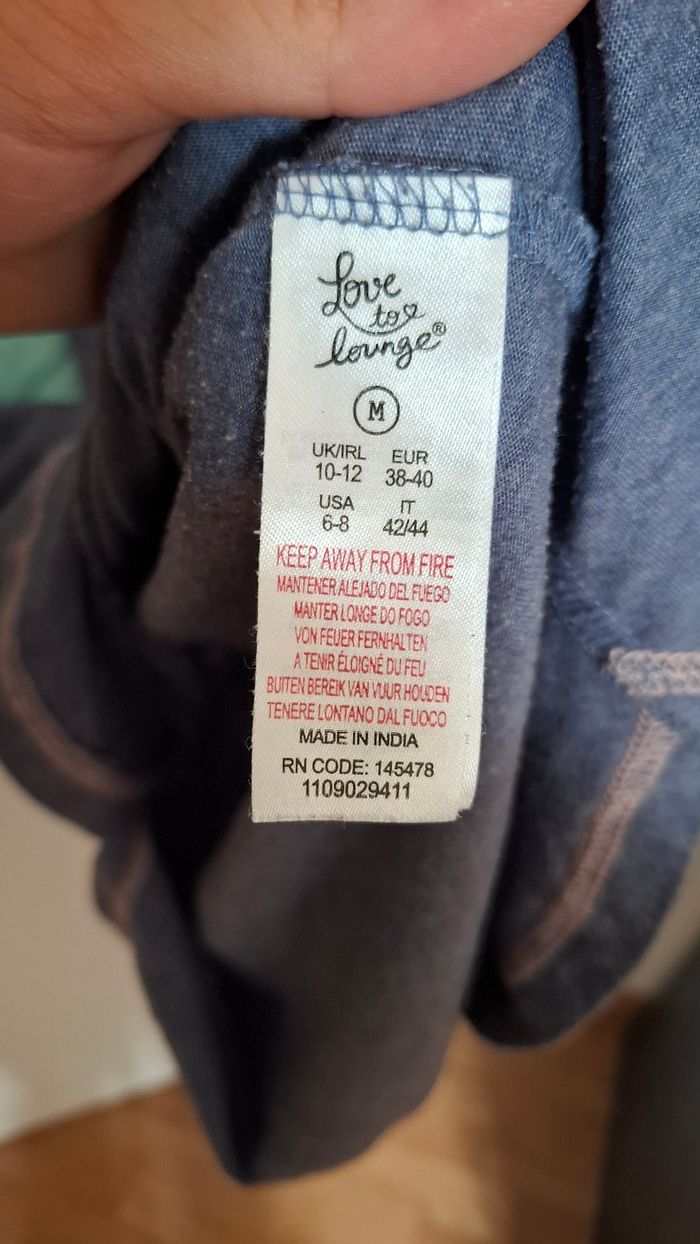 Love
to
lounge®
M
UK/IRL EUR
10-12 38-40
USA IT
6-8 42/44
KEEP AWAY FROM FIRE
MANTENER ALEJADO DEL FUEGO
MANTER LONGE DO FOGO
VON FEUER FERNHALTEN
A TENIR ÉLOIGNÉ DU FEU
BUITEN BEREIK VAN VUUR HOUDEN
TENERE LONTANO DAL FUOCO
MADE IN INDIA
RN CODE: 145478
1109029411